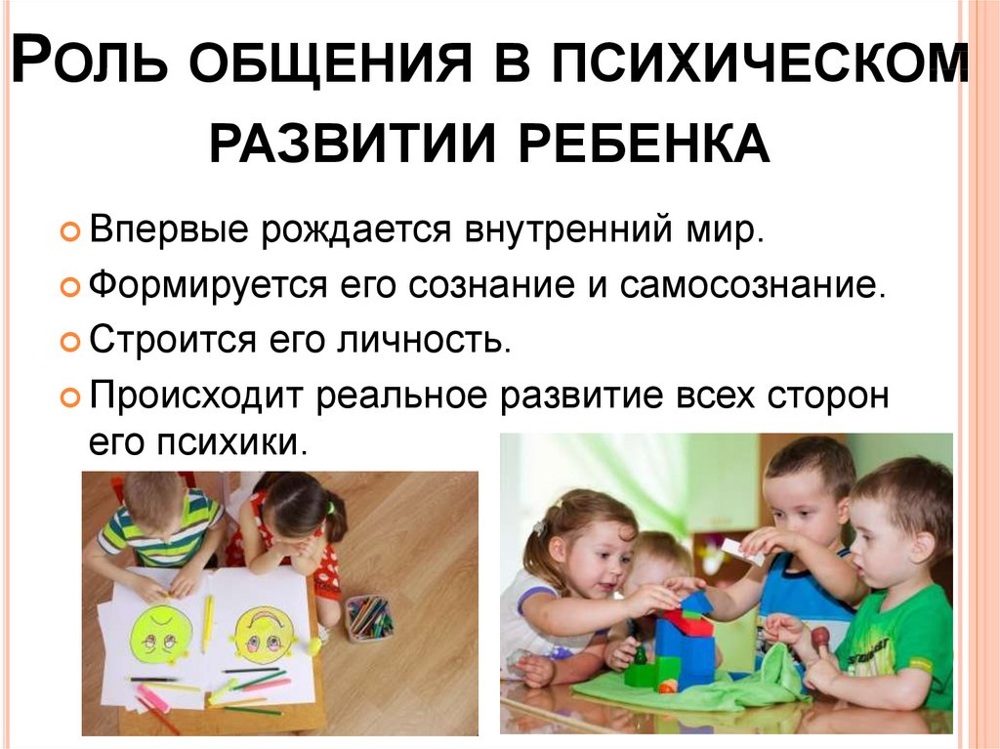 Роль общения в психическом
развитии ребенка
Впервые рождается внутренний мир.
Формируется его сознание и самосознание.
Строится его личность.
Происходит реальное развитие всех сторон
его психики.